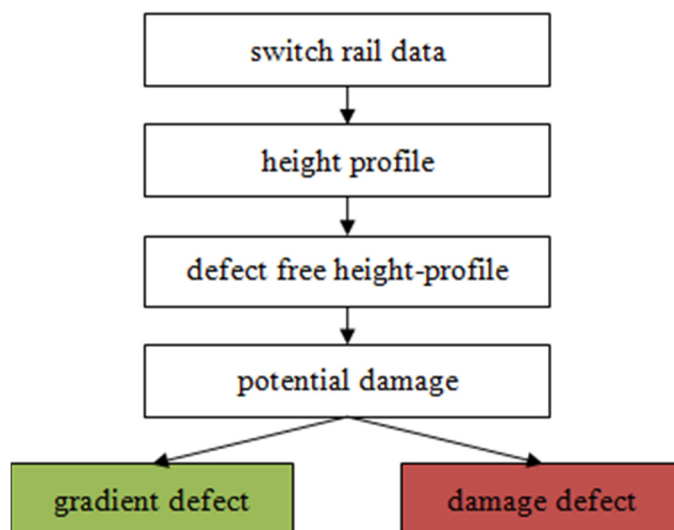 switch rail data
height profile
defect free height-profile
potential damage
gradient defect
damage defect